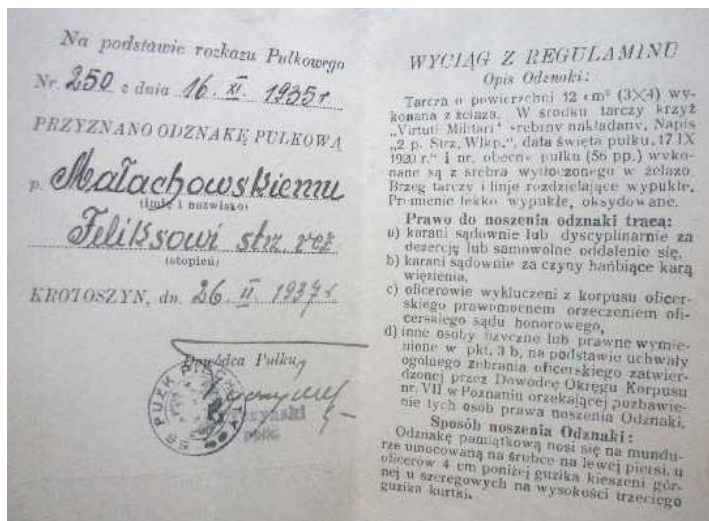 Na podstawie rozkazu Pułkowego
Nr. 250 z dnia 16. XI. 1935 r
PRZYZNANO ODZNAKĘ PUŁKOWĄ
p. Małachowskiemu
(imię i nazwisko)
Feliksowi strz. rez
(stopień)
KROTOSZYN, dn. 26. II. 1937 r.
Dowódca Pułku
56 PUŁK PIECHOTY
ppłk.
WYCIĄG Z REGULAMINU
Opis Odznaki:
Tarcza o powierzchni 12 cm² (3X4) wy-
konana z żelaza. W środku tarczy krzyż
„Virtuti Militari" srebrny nakładany. Napis
„2 p. Strz. Wlkp.", data święta pułku „17 IX
1920 r." i nr. obecny pułku (56 pp.) wyko-
nane są z srebra wytłoczonego w żelazo.
Brzeg tarczy i linje rozdzielające wypukłe.
Promienie lekko wypukłe, oksydowane.
Prawo do noszenia odznaki tracą:
a) karani sądownie lub dyscyplinarnie za
dezercję lub samowolne oddalenie się,
b) karani sądownie za czyny hańbiące karą
więzienia,
c) oficerowie wykluczeni z korpusu oficer-
skiego prawomocnem orzeczeniem ofi-
cerskiego sądu honorowego,
d) inne osoby fizyczne lub prawne wymie-
nione w pkt. 3 b, na podstawie uchwały
ogólnego zebrania oficerskiego zatwier-
dzonej przez Dowódcę Okręgu Korpusu
nr. VII w Poznaniu orzekającej pozbawie-
nie tych osób prawa noszenia Odznaki.
Sposób noszenia Odznaki:
Odznakę pamiątkową nosi się na mundu-
rze umocowaną na śrubce na lewej piersi, u
oficerów 4 cm poniżej guzika kieszeni gór-
nej u szeregowych na wysokości trzeciego
guzika kurtki.